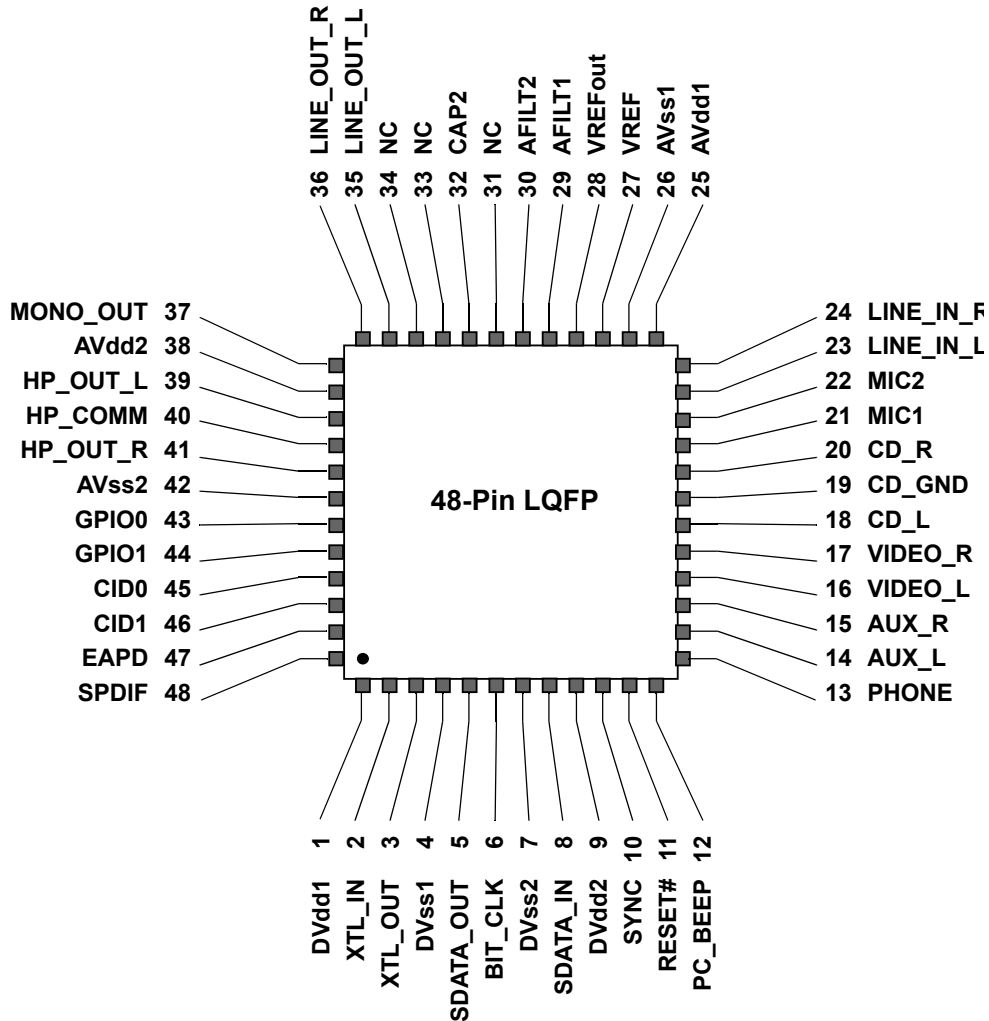 36 LINE_OUT_R
35 LINE_OUT_L
34 NC
33 NC
32 CAP2
31 NC
30 AFILT2
29 AFILT1
28 VREFout
27 VREF
26 AVss1
25 AVdd1
MONO_OUT 37
AVdd2 38
HP_OUT_L 39
HP_COMM 40
HP_OUT_R 41
AVss2 42
GPIO0 43
GPIO1 44
CID0 45
CID1 46
EAPD 47
SPDIF 48
48-Pin LQFP
24 LINE_IN_R
23 LINE_IN_L
22 MIC2
21 MIC1
20 CD_R
19 CD_GND
18 CD_L
17 VIDEO_R
16 VIDEO_L
15 AUX_R
14 AUX_L
13 PHONE
DVdd1 1
XTL_IN 2
XTL_OUT 3
DVss1 4
SDATA_OUT 5
BIT_CLK 6
DVss2 7
SDATA_IN 8
DVdd2 9
SYNC 10
RESET# 11
PC_BEEP 12